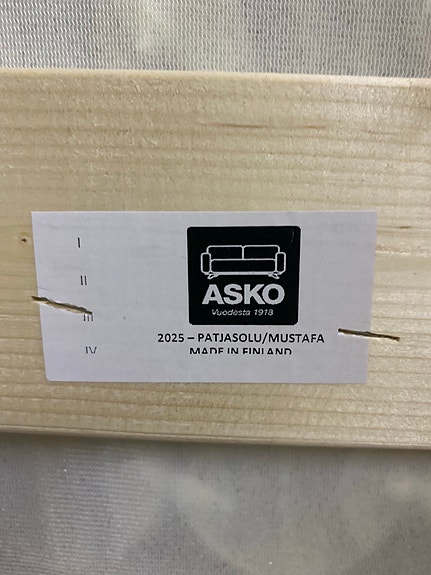 I
II
III
IV
ASKO
Vuodesta 1918
2025 – PATJASOLU/MUSTAFA
MADE IN FINLAND